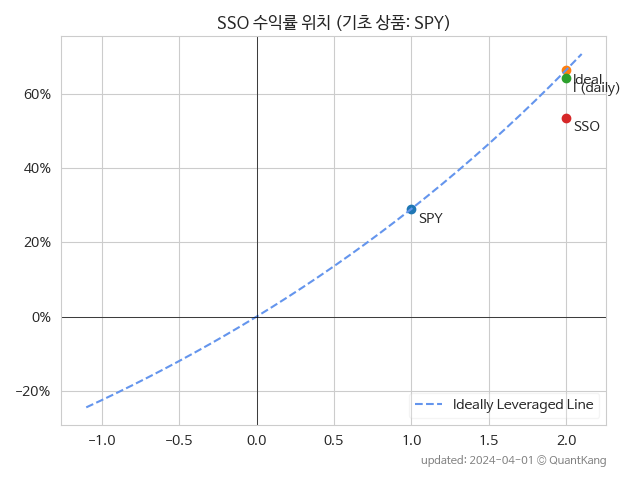 SSO 수익률 위치 (기초 상품: SPY)
60%
40%
20%
0%
−20%
Ideal
I (daily)
SSO
SPY
Ideally Leveraged Line
−1.0 −0.5 0.0 0.5 1.0 1.5 2.0
updated: 2024-04-01 © QuantKang